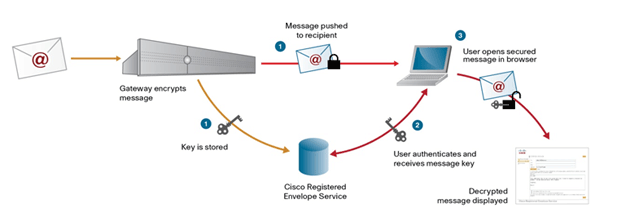 Message pushed
to recipient
1
3
@
@
User opens secured
message in browser
@
Gateway encrypts
message
1
Key is stored
2
User authenticates and
receives message key
Cisco Registered
Envelope Service
Decrypted
message displayed